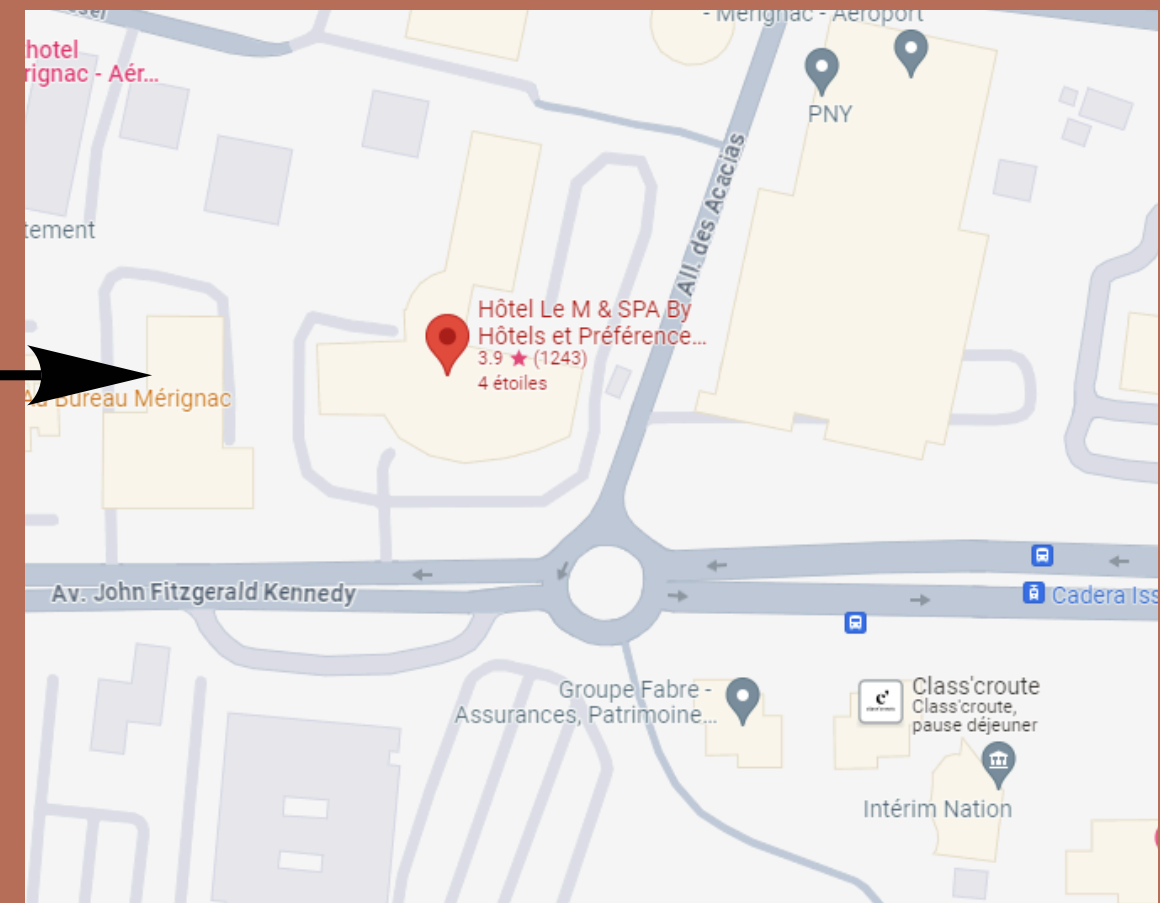 - Mérignac - Aéroport
hotel
rignac - Aér...
PNY
All. des Acacias
tement
Hôtel Le M & SPA By
Hôtels et Préférence...
3.9 ★ (1243)
4 étoiles
Au Bureau Mérignac
Av. John Fitzgerald Kennedy
Cadera Iss
Groupe Fabre -
Assurances, Patrimoine...
Class'croute
Class'croute,
pause déjeuner
Intérim Nation